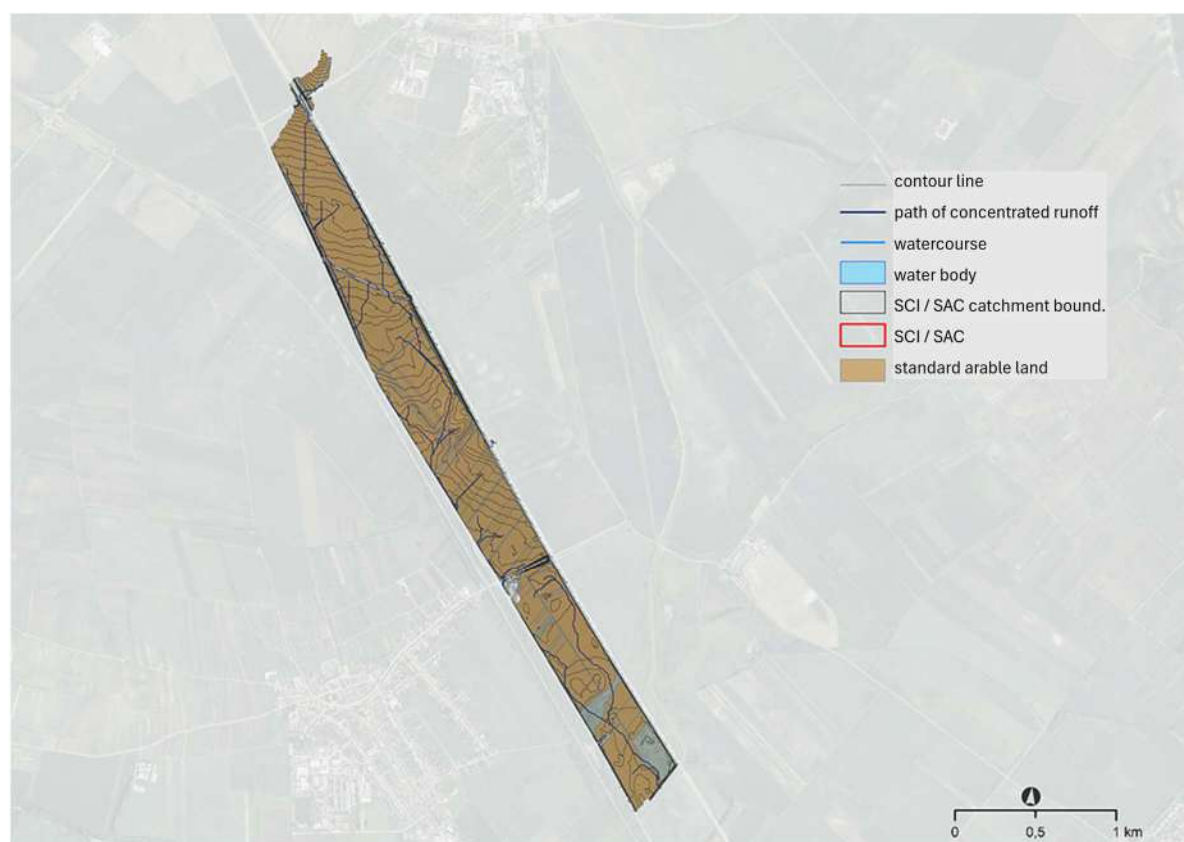 contour line
path of concentrated runoff
watercourse
water body
SCI / SAC catchment bound.
SCI / SAC
standard arable land
0 0,5 1 km